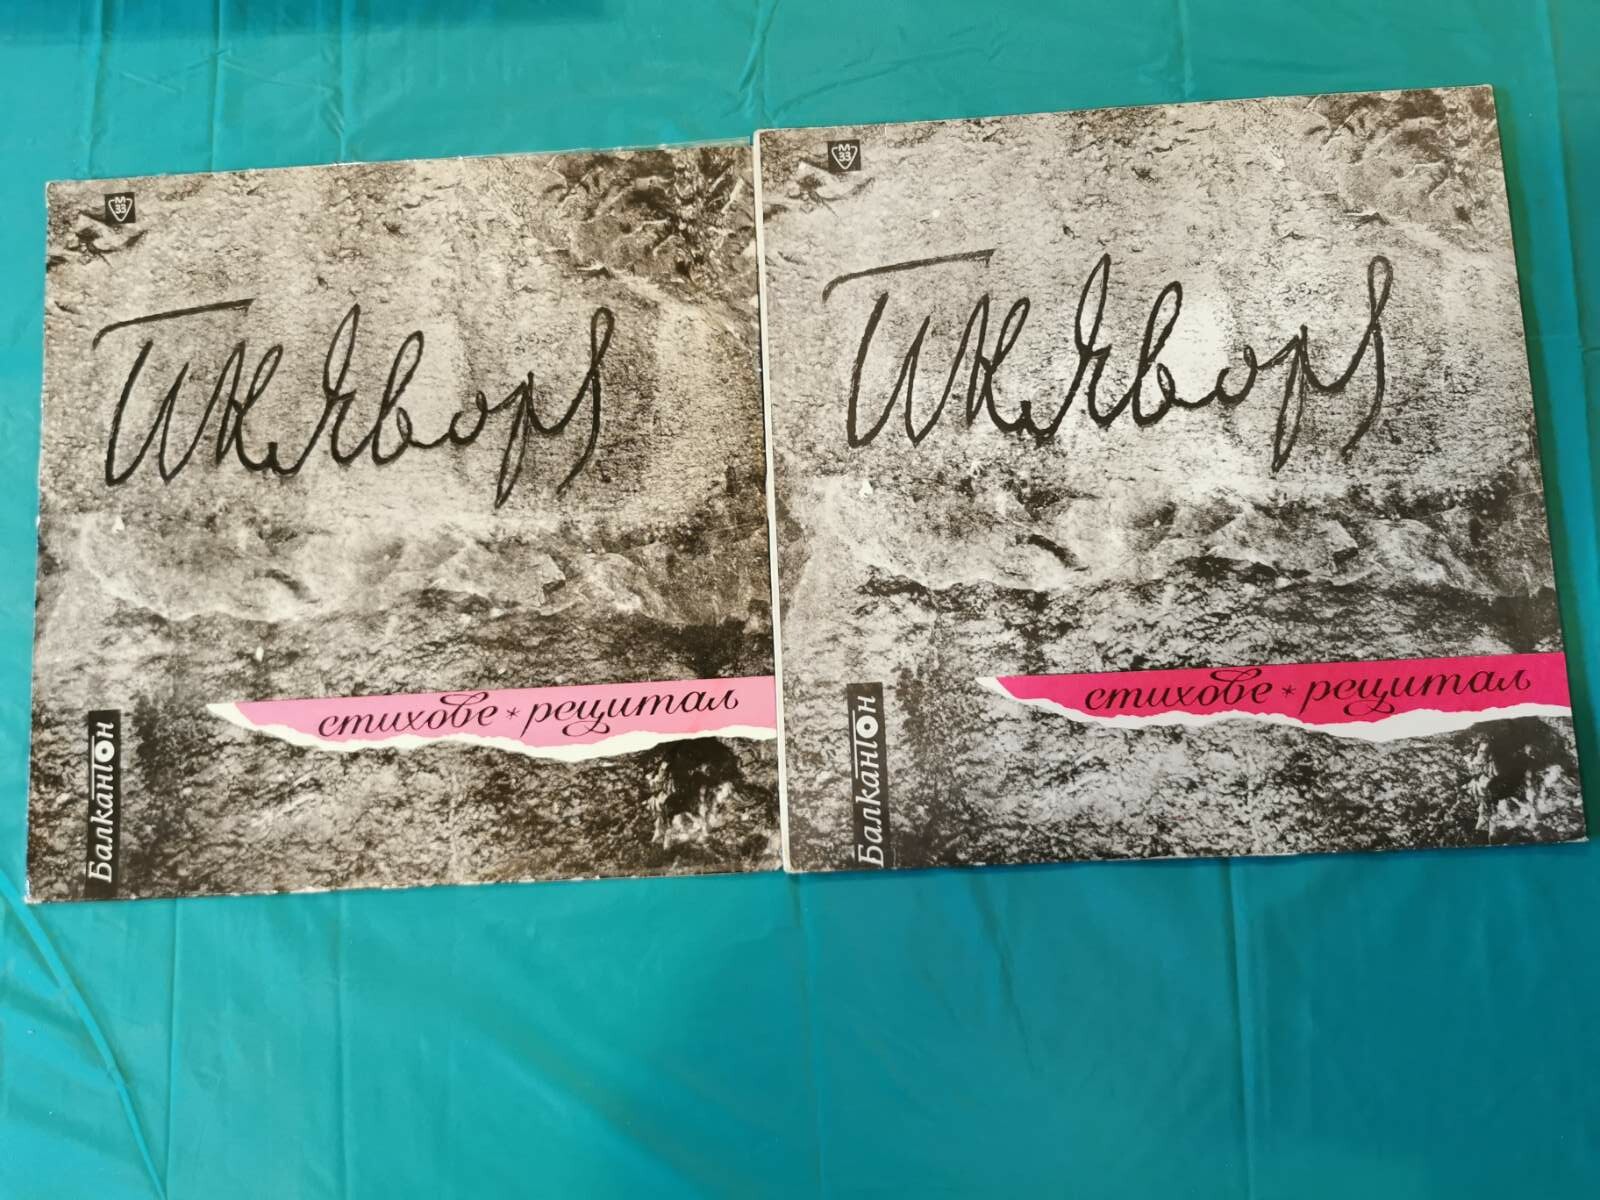 М
33
П К Яворов
стихове * рецитал
Балкантон
М
33
П К Яворов
стихове * рецитал
Балкантон